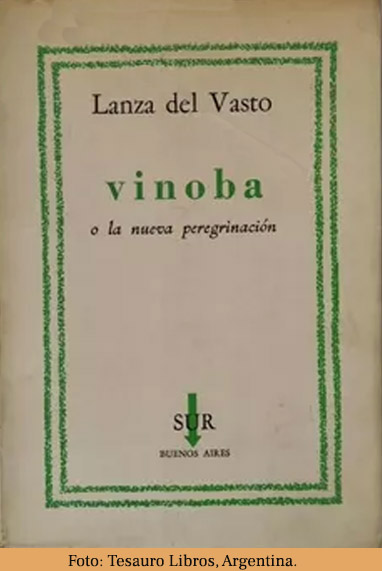 Lanza del Vasto
vinoba
o la nueva peregrinación
SUR
BUENOS AIRES
Foto: Tesauro Libros, Argentina.